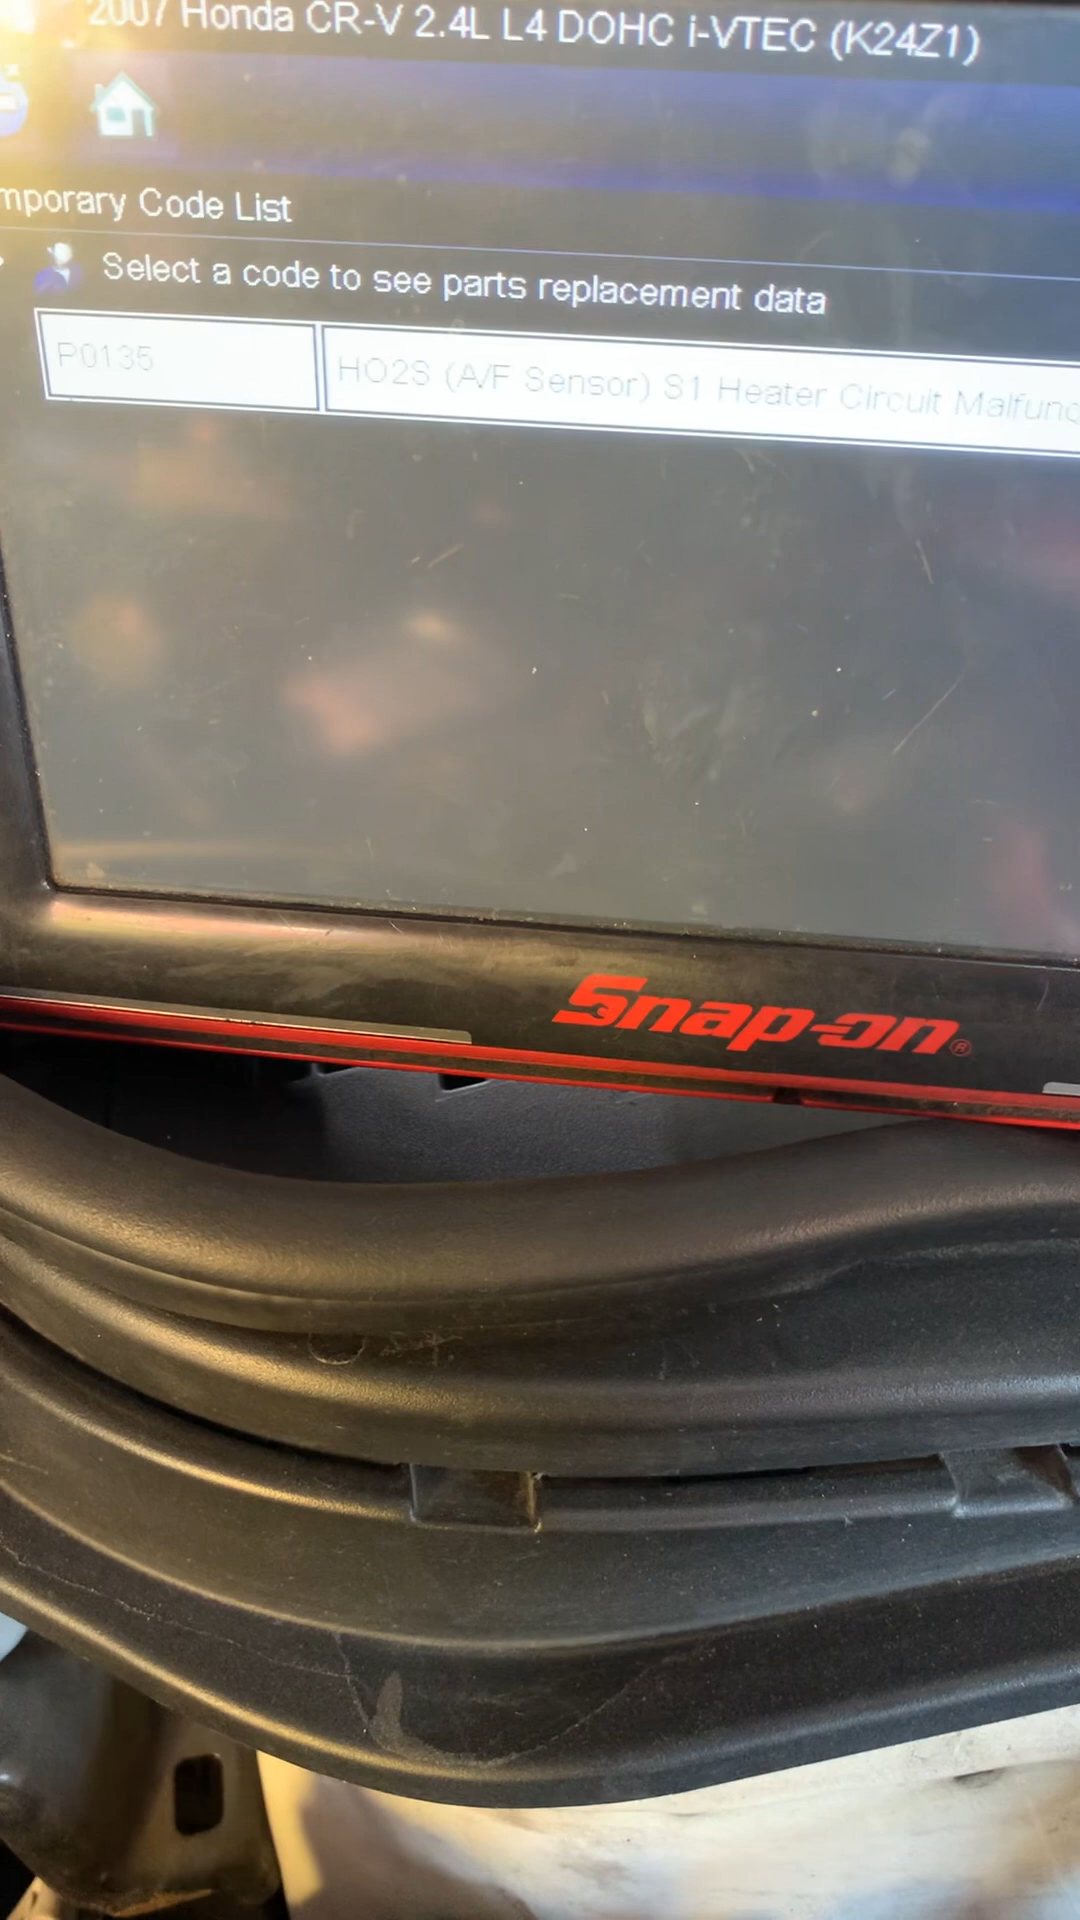 2007 Honda CR-V 2.4L L4 DOHC i-VTEC (K24Z1)
mporary Code List
Select a code to see parts replacement data
P0135 HO2S (A/F Sensor) S1 Heater Circuit Malfunc
Snap-on ®